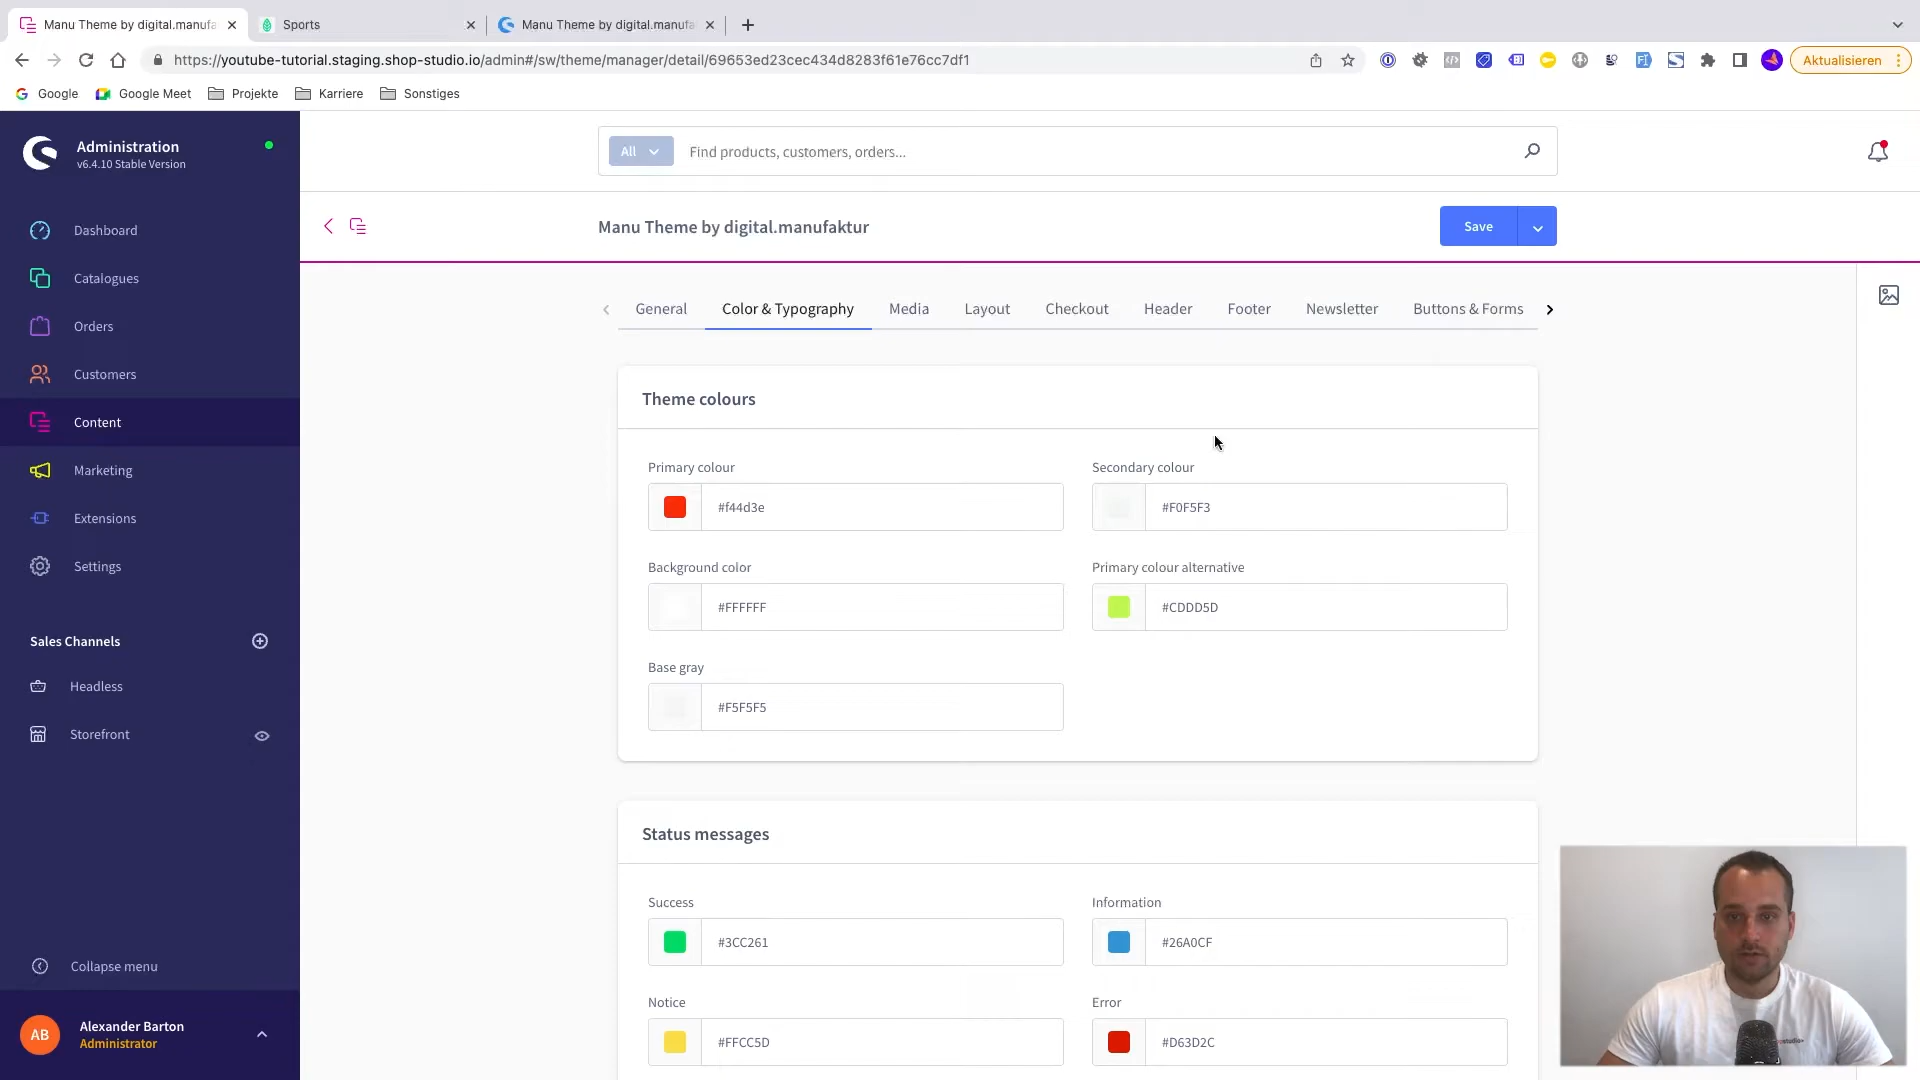 Manu Theme by digital.manufa
Sports
Manu Theme by digital.manufa
https://youtube-tutorial.staging.shop-studio.io/admin#/sw/theme/manager/detail/69653ed23cec434d8283f61e76cc7df1
Aktualisieren
Google
Google Meet
Projekte
Karriere
Sonstiges
Administration
v6.4.10 Stable Version
Dashboard
Catalogues
Orders
Customers
Content
Marketing
Extensions
Settings
Sales Channels
Headless
Storefront
Collapse menu
AB
Alexander Barton
Administrator
All
Find products, customers, orders...
Manu Theme by digital.manufaktur
Save
General
Color & Typography
Media
Layout
Checkout
Header
Footer
Newsletter
Buttons & Forms
Theme colours
Primary colour
#f44d3e
Secondary colour
#F0F5F3
Background color
#FFFFFF
Primary colour alternative
#CDDD5D
Base gray
#F5F5F5
Status messages
Success
#3CC261
Information
#26A0CF
Notice
#FFCC5D
Error
#D63D2C